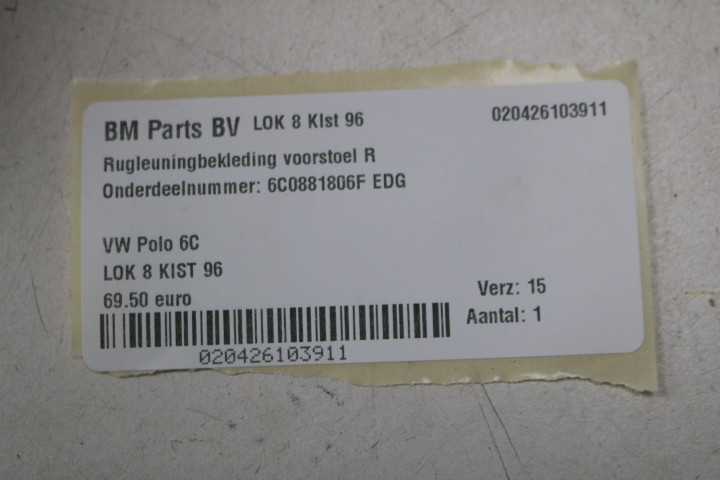 BM Parts BV LOK 8 KIst 96 020426103911
Rugleuningbekleding voorstoel R
Onderdeelnummer: 6C0881806F EDG
VW Polo 6C
LOK 8 KIST 96
69.50 euro
Verz: 15
Aantal: 1
020426103911